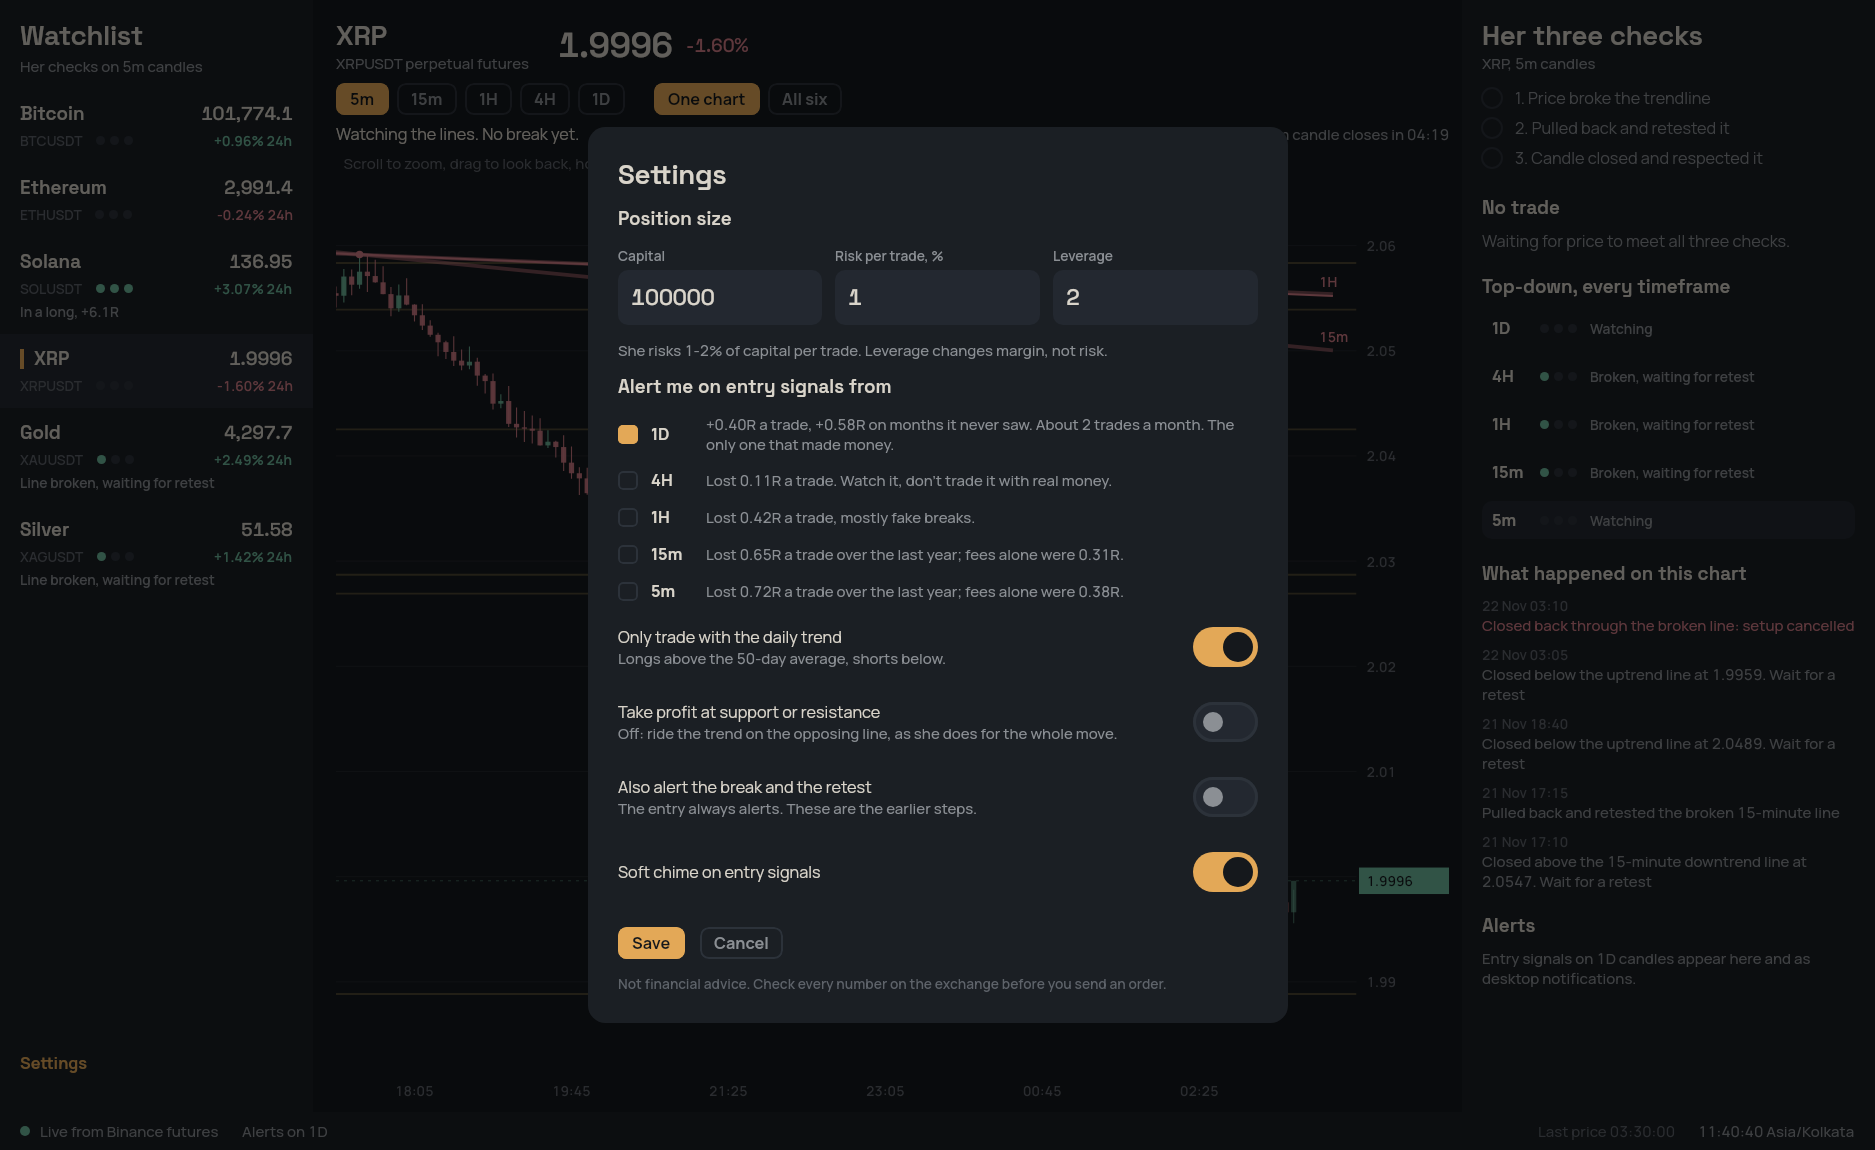 Watchlist
Her checks on 5m candles
Bitcoin 101,774.1
BTCUSDT +0.96% 24h
Ethereum 2,991.4
ETHUSDT -0.24% 24h
Solana 136.95
SOLUSDT +3.07% 24h
In a long, +6.1R
XRP 1.9996
XRPUSDT -1.60% 24h
Gold 4,297.7
XAUUSDT +2.49% 24h
Line broken, waiting for retest
Silver 51.58
XAGUSDT +1.42% 24h
Line broken, waiting for retest
Settings
XRP 1.9996 -1.60%
XRPUSDT perpetual futures
5m 15m 1H 4H 1D One chart All six
Watching the lines. No break yet.
candle closes in 04:19
Scroll to zoom, drag to look back,
2.06
1H
15m
2.05
2.04
2.03
2.02
2.01
1.9996
1.99
18:05 19:45 21:25 23:05 00:45 02:25
Settings
Position size
Capital Risk per trade, % Leverage
100000 1 2
She risks 1-2% of capital per trade. Leverage changes margin, not risk.
Alert me on entry signals from
1D +0.40R a trade, +0.58R on months it never saw. About 2 trades a month. The
only one that made money.
4H Lost 0.11R a trade. Watch it, don't trade it with real money.
1H Lost 0.42R a trade, mostly fake breaks.
15m Lost 0.65R a trade over the last year; fees alone were 0.31R.
5m Lost 0.72R a trade over the last year; fees alone were 0.38R.
Only trade with the daily trend
Longs above the 50-day average, shorts below.
Take profit at support or resistance
Off: ride the trend on the opposing line, as she does for the whole move.
Also alert the break and the retest
The entry always alerts. These are the earlier steps.
Soft chime on entry signals
Save Cancel
Not financial advice. Check every number on the exchange before you send an order.
Her three checks
XRP, 5m candles
1. Price broke the trendline
2. Pulled back and retested it
3. Candle closed and respected it
No trade
Waiting for price to meet all three checks.
Top-down, every timeframe
1D Watching
4H Broken, waiting for retest
1H Broken, waiting for retest
15m Broken, waiting for retest
5m Watching
What happened on this chart
22 Nov 03:10
Closed back through the broken line: setup cancelled
22 Nov 03:05
Closed below the uptrend line at 1.9959. Wait for a
retest
21 Nov 18:40
Closed below the uptrend line at 2.0489. Wait for a
retest
21 Nov 17:15
Pulled back and retested the broken 15-minute line
21 Nov 17:10
Closed above the 15-minute downtrend line at
2.0547. Wait for a retest
Alerts
Entry signals on 1D candles appear here and as
desktop notifications.
Live from Binance futures Alerts on 1D
Last price 03:30:00 11:40:40 Asia/Kolkata